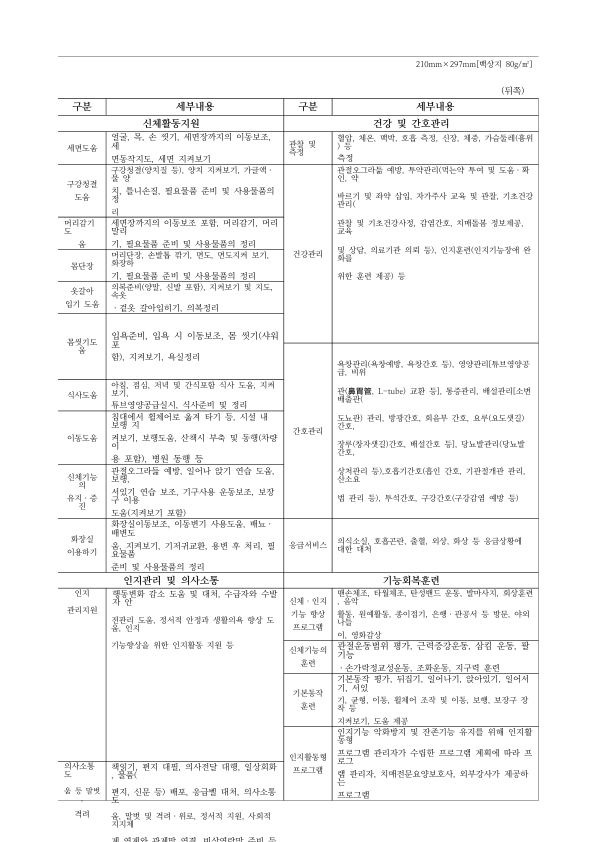 210mm×297mm[백상지 80g/㎡]
(뒤쪽)
구분 세부내용 구분 세부내용
신체활동지원
세면도움
얼굴, 목, 손 씻기, 세면장까지의 이동보조, 세
면동작지도, 세면 지켜보기
구강청결
도움
구강청결(양치질 등), 양치 지켜보기, 가글액·물 양
치, 틀니손질, 필요물품 준비 및 사용물품의 정
리
머리감기 도
움
세면장까지의 이동보조 포함, 머리감기, 머리말리
기, 필요물품 준비 및 사용물품의 정리
몸단장
머리단장, 손발톱 깎기, 면도, 면도지켜 보기, 화장하
기, 필요물품 준비 및 사용물품의 정리
옷갈아
입기 도움
의복준비(양말, 신발 포함), 지켜보기 및 지도, 속옷
·겉옷 갈아입히기, 의복정리
몸씻기도
움
입욕준비, 입욕 시 이동보조, 몸 씻기(샤워포
함), 지켜보기, 욕실정리
식사도움
아침, 점심, 저녁 및 간식포함 식사 도움, 지켜보기,
튜브영양공급실시, 식사준비 및 정리
이동도움
침대에서 휠체어로 옮겨 타기 등, 시설 내 보행 지
켜보기, 보행도움, 산책시 부축 및 동행(차량이
용 포함), 병원 동행 등
신체기능의
유지·증진
관절오그라듦 예방, 일어나 앉기 연습 도움, 보행,
서있기 연습 보조, 기구사용 운동보조, 보장구 이용
도움(지켜보기 포함)
화장실
이용하기
화장실이동보조, 이동변기 사용도움, 배뇨·배변도
움, 지켜보기, 기저귀교환, 용변 후 처리, 필요물품
준비 및 사용물품의 정리
인지관리 및 의사소통
인지
관리지원
행동변화 감소 도움 및 대처, 수급자와 수발자 안
전관리 도움, 정서적 안정과 생활의욕 향상 도움, 인지
기능향상을 위한 인지활동 지원 등
의사소통 도
움 등 말벗·
격려
책읽기, 편지 대필, 의사전달 대행, 일상회화, 물품(
편지, 신문 등) 배포, 응급벨 대처, 의사소통 도
움, 말벗 및 격려·위로, 정서적 지원, 사회적 지지체
계 연계와 관계망 연결, 비상연락망 준비 등
건강 및 간호관리
관찰 및
측정
혈압, 체온, 맥박, 호흡 측정, 신장, 체중, 가슴둘레(흉위) 등
측정
건강관리
관절오그라듦 예방, 투약관리(먹는약 투여 및 도움·확인, 약
바르기 및 좌약 삽입, 자가주사 교육 및 관찰, 기초건강관리(
관찰 및 기초건강사정, 감염간호, 치매돌봄 정보제공, 교육
및 상담, 의료기관 의뢰 등), 인지훈련(인지기능장애 완화를
위한 훈련 제공) 등
간호관리
욕창관리(욕창예방, 욕창간호 등), 영양관리[튜브영양공급, 비위
관(鼻胃管, L-tube) 교환 등], 통증관리, 배설관리[소변배출관(
도뇨관) 관리, 방광간호, 회음부 간호, 요루(요도샛길)간호,
장루(창자샛길)간호, 배설간호 등], 당뇨발관리(당뇨발간호,
상처관리 등),호흡기간호(흡인 간호, 기관절개관 관리, 산소요
법 관리 등), 투석간호, 구강간호(구강감염 예방 등)
응급서비스
의식소실, 호흡곤란, 출혈, 외상, 화상 등 응급상황에
대한 대처
기능회복훈련
신체·인지
기능 향상
프로그램
맨손체조, 타월체조, 탄성밴드 운동, 발마사지, 회상훈련, 음악
활동, 원예활동, 종이접기, 은행·관공서 등 방문, 야외나들
이, 영화감상
신체기능의
훈련
관절운동범위 평가, 근력증강운동, 삼킴 운동, 팔기능
·손가락정교성운동, 조화운동, 지구력 훈련
기본동작
훈련
기본동작 평가, 뒤집기, 일어나기, 앉아있기, 일어서기, 서있
기, 균형, 이동, 휠체어 조작 및 이동, 보행, 보장구 장착 등
지켜보기, 도움 제공
인지활동형
프로그램
인지기능 악화방지 및 잔존기능 유지를 위해 인지활동형
프로그램 관리자가 수립한 프로그램 계획에 따라 프로그
램 관리자, 치매전문요양보호사, 외부강사가 제공하는
프로그램